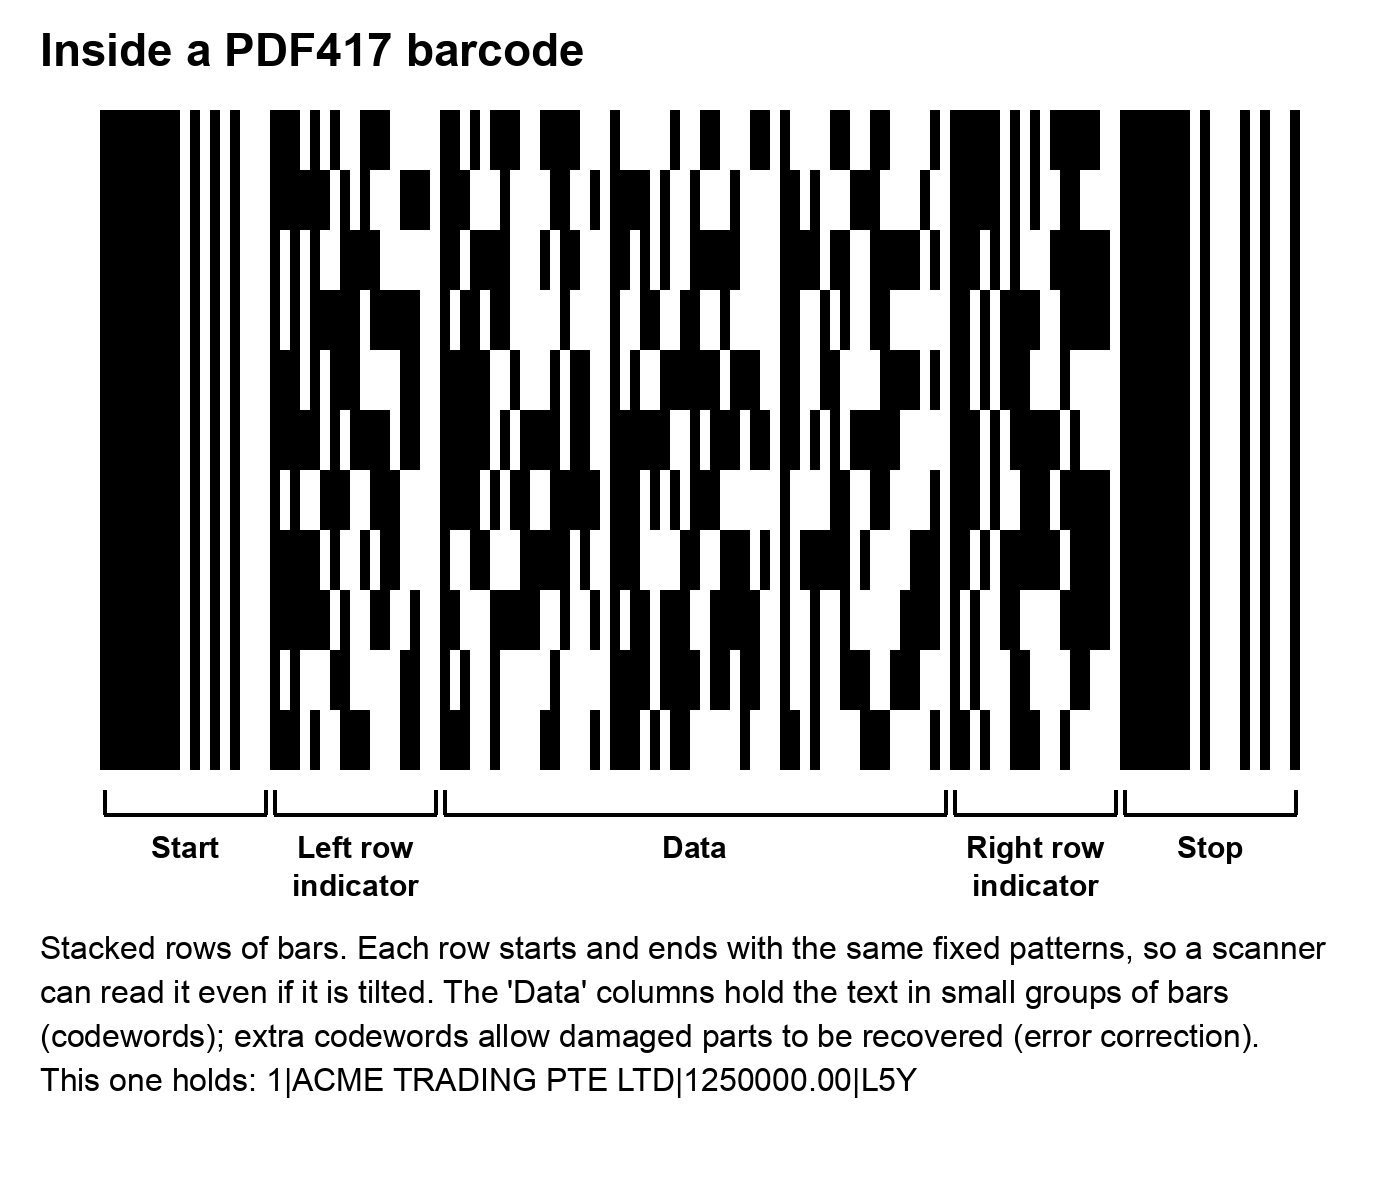 Inside a PDF417 barcode
Start
Left row
indicator
Data
Right row
indicator
Stop
Stacked rows of bars. Each row starts and ends with the same fixed patterns, so a scanner
can read it even if it is tilted. The 'Data' columns hold the text in small groups of bars
(codewords); extra codewords allow damaged parts to be recovered (error correction).
This one holds: 1|ACME TRADING PTE LTD|1250000.00|L5Y